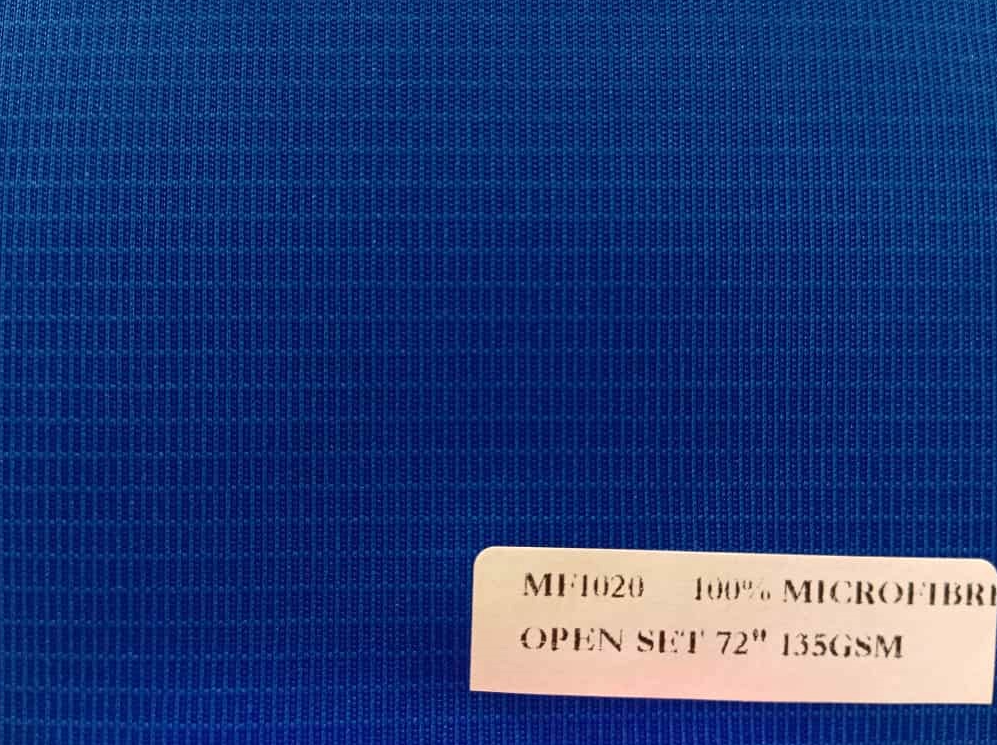 MF1020 100% MICROFIBRE
OPEN SET 72" 135GSM